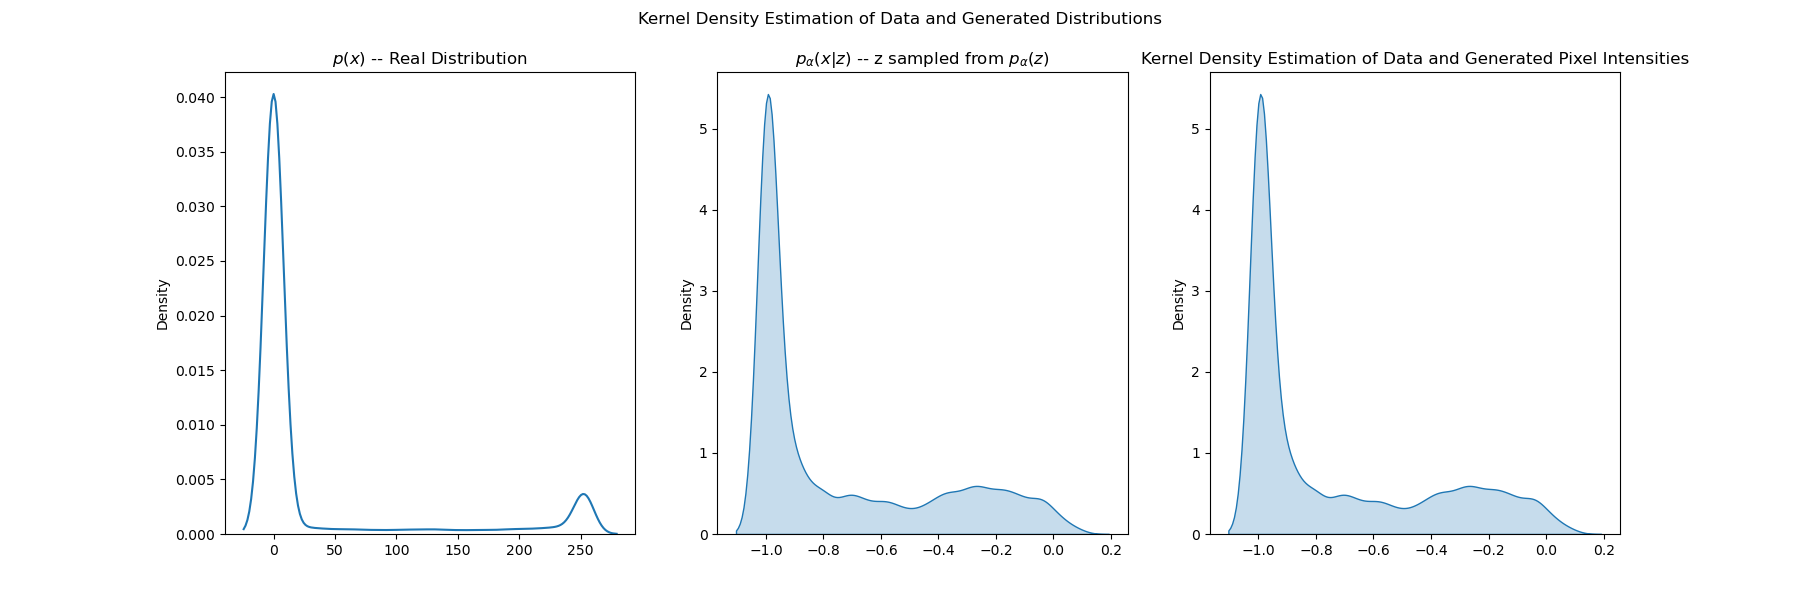 Kernel Density Estimation of Data and Generated Distributions
p(x) -- Real Distribution
Density
0.040
0.035
0.030
0.025
0.020
0.015
0.010
0.005
0.000
0 50 100 150 200 250
pα(x|z) -- z sampled from pα(z)
Density
5
4
3
2
1
0
−1.0 −0.8 −0.6 −0.4 −0.2 0.0 0.2
Kernel Density Estimation of Data and Generated Pixel Intensities
Density
5
4
3
2
1
0
−1.0 −0.8 −0.6 −0.4 −0.2 0.0 0.2